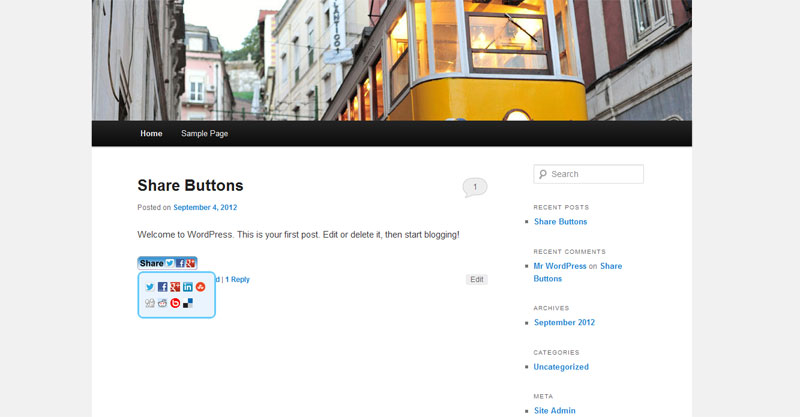 Home Sample Page
Share Buttons
1
Posted on September 4, 2012
Welcome to WordPress. This is your first post. Edit or delete it, then start blogging!
Share
| 1 Reply
Edit
Search
RECENT POSTS
Share Buttons
RECENT COMMENTS
Mr WordPress on Share
Buttons
ARCHIVES
September 2012
CATEGORIES
Uncategorized
META
Site Admin